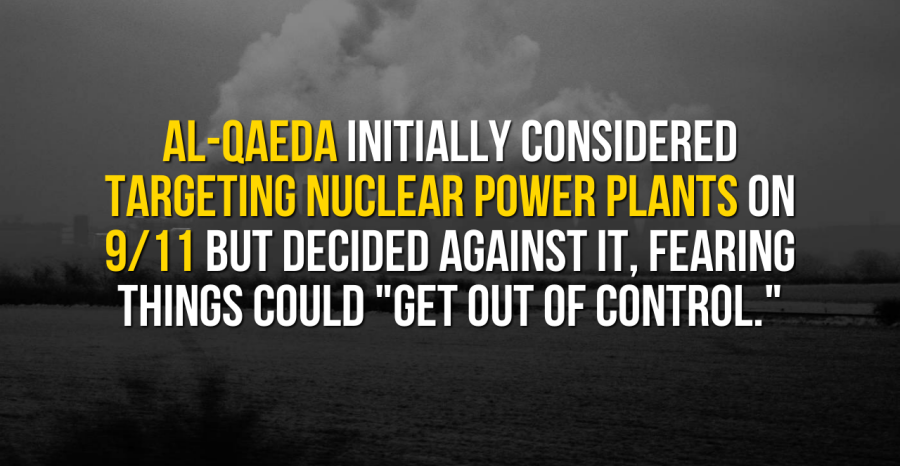 AL-QAEDA INITIALLY CONSIDERED
TARGETING NUCLEAR POWER PLANTS ON
9/11 BUT DECIDED AGAINST IT, FEARING
THINGS COULD "GET OUT OF CONTROL."